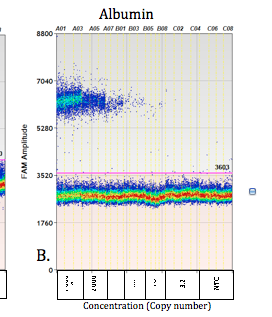 Albumin
A01 A03 A05 A07 B01 B03 B05 B08 C02 C04 C06 C08
8800
7040
5280
3520
1760
0
FAM Amplitude
3603
B.
3.2
NTC
Concentration (Copy number)